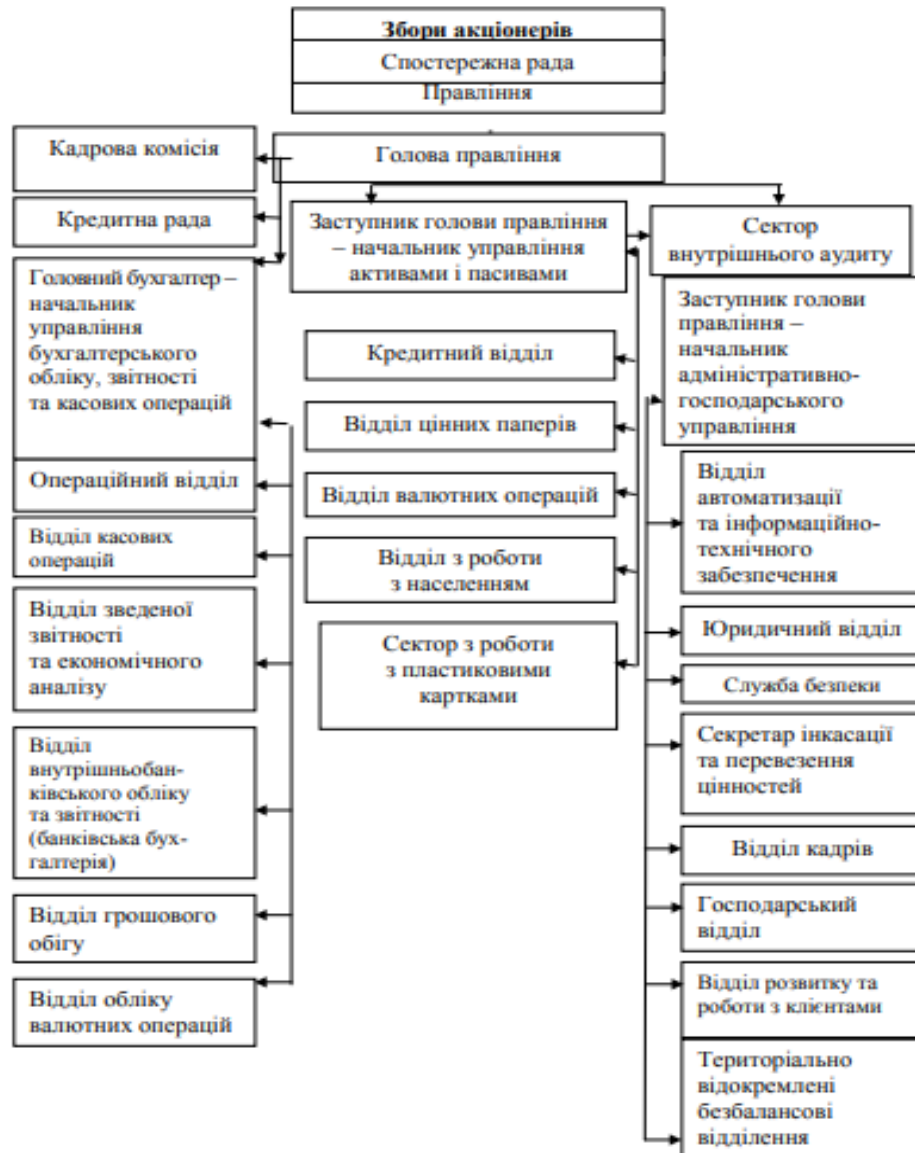 Збори акціонерів
Спостережна рада
Правління
Голова правління
Кадрова комісія
Кредитна рада
Головний бухгалтер –
начальник
управління
бухгалтерського
обліку, звітності
та касових операцій
Операційний відділ
Відділ касових
операцій
Відділ зведеної
звітності
та економічного
аналізу
Відділ
внутрішньобан-
ківського обліку
та звітності
(банківська бух-
галтерія)
Відділ грошового
обігу
Відділ обліку
валютних операцій
Заступник голови правління
– начальник управління
активами і пасивами
Кредитний відділ
Відділ цінних паперів
Відділ валютних операцій
Відділ з роботи
з населенням
Сектор з роботи
з пластиковими
картками
Сектор
внутрішнього аудиту
Заступник голови
правління –
начальник
адміністративно-
господарського
управління
Відділ
автоматизації
та інформаційно-
технічного
забезпечення
Юридичний відділ
Служба безпеки
Секретар інкасації
та перевезення
цінностей
Відділ кадрів
Господарський
відділ
Відділ розвитку та
роботи з клієнтами
Територіально
відокремлені
безбалансові
відділення